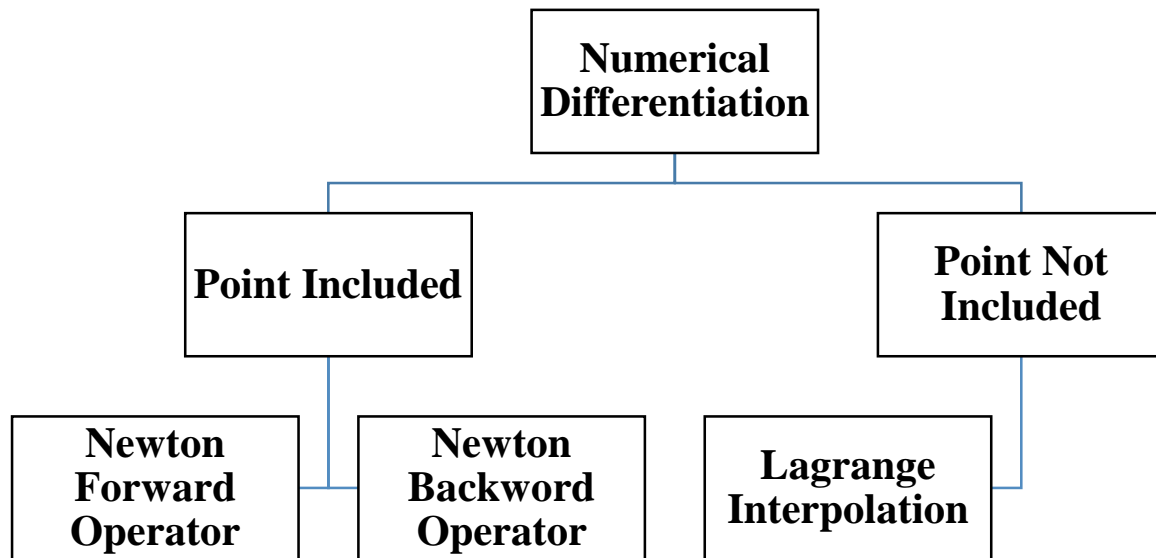 Numerical
Differentiation
Point Included
Point Not
Included
Newton
Forward
Operator
Newton
Backword
Operator
Lagrange
Interpolation